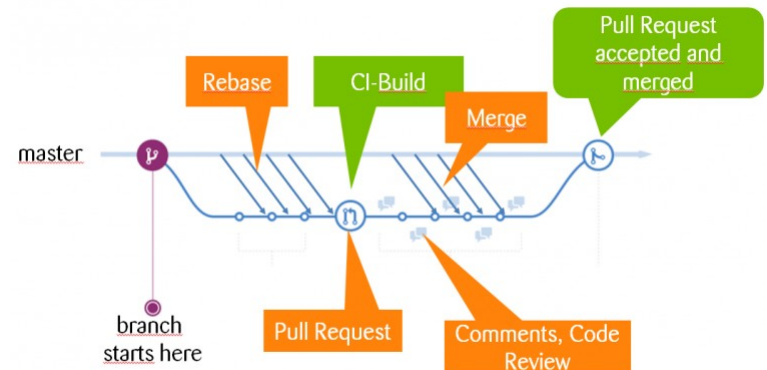 Pull Request
accepted and
merged
Rebase
CI-Build
Merge
master
branch
starts here
Pull Request
Comments, Code
Review